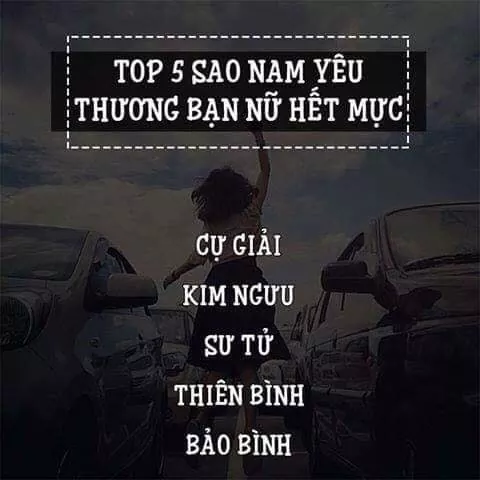 TOP 5 SAO NAM YÊU
THƯƠNG BẠN NỮ HẾT MỰC
CỰ GIẢI
KIM NGƯU
SƯ TỬ
THIÊN BÌNH
BẢO BÌNH